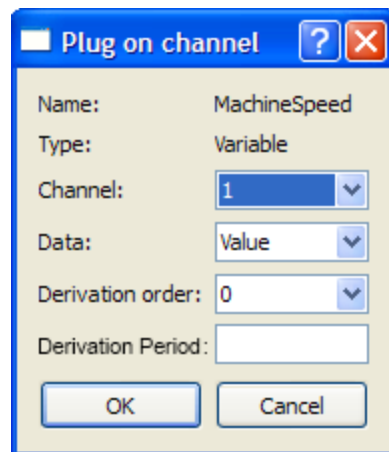 Plug on channel ?
Name: MachineSpeed
Type: Variable
Channel: 1
Data: Value
Derivation order: 0
Derivation Period:
OK Cancel